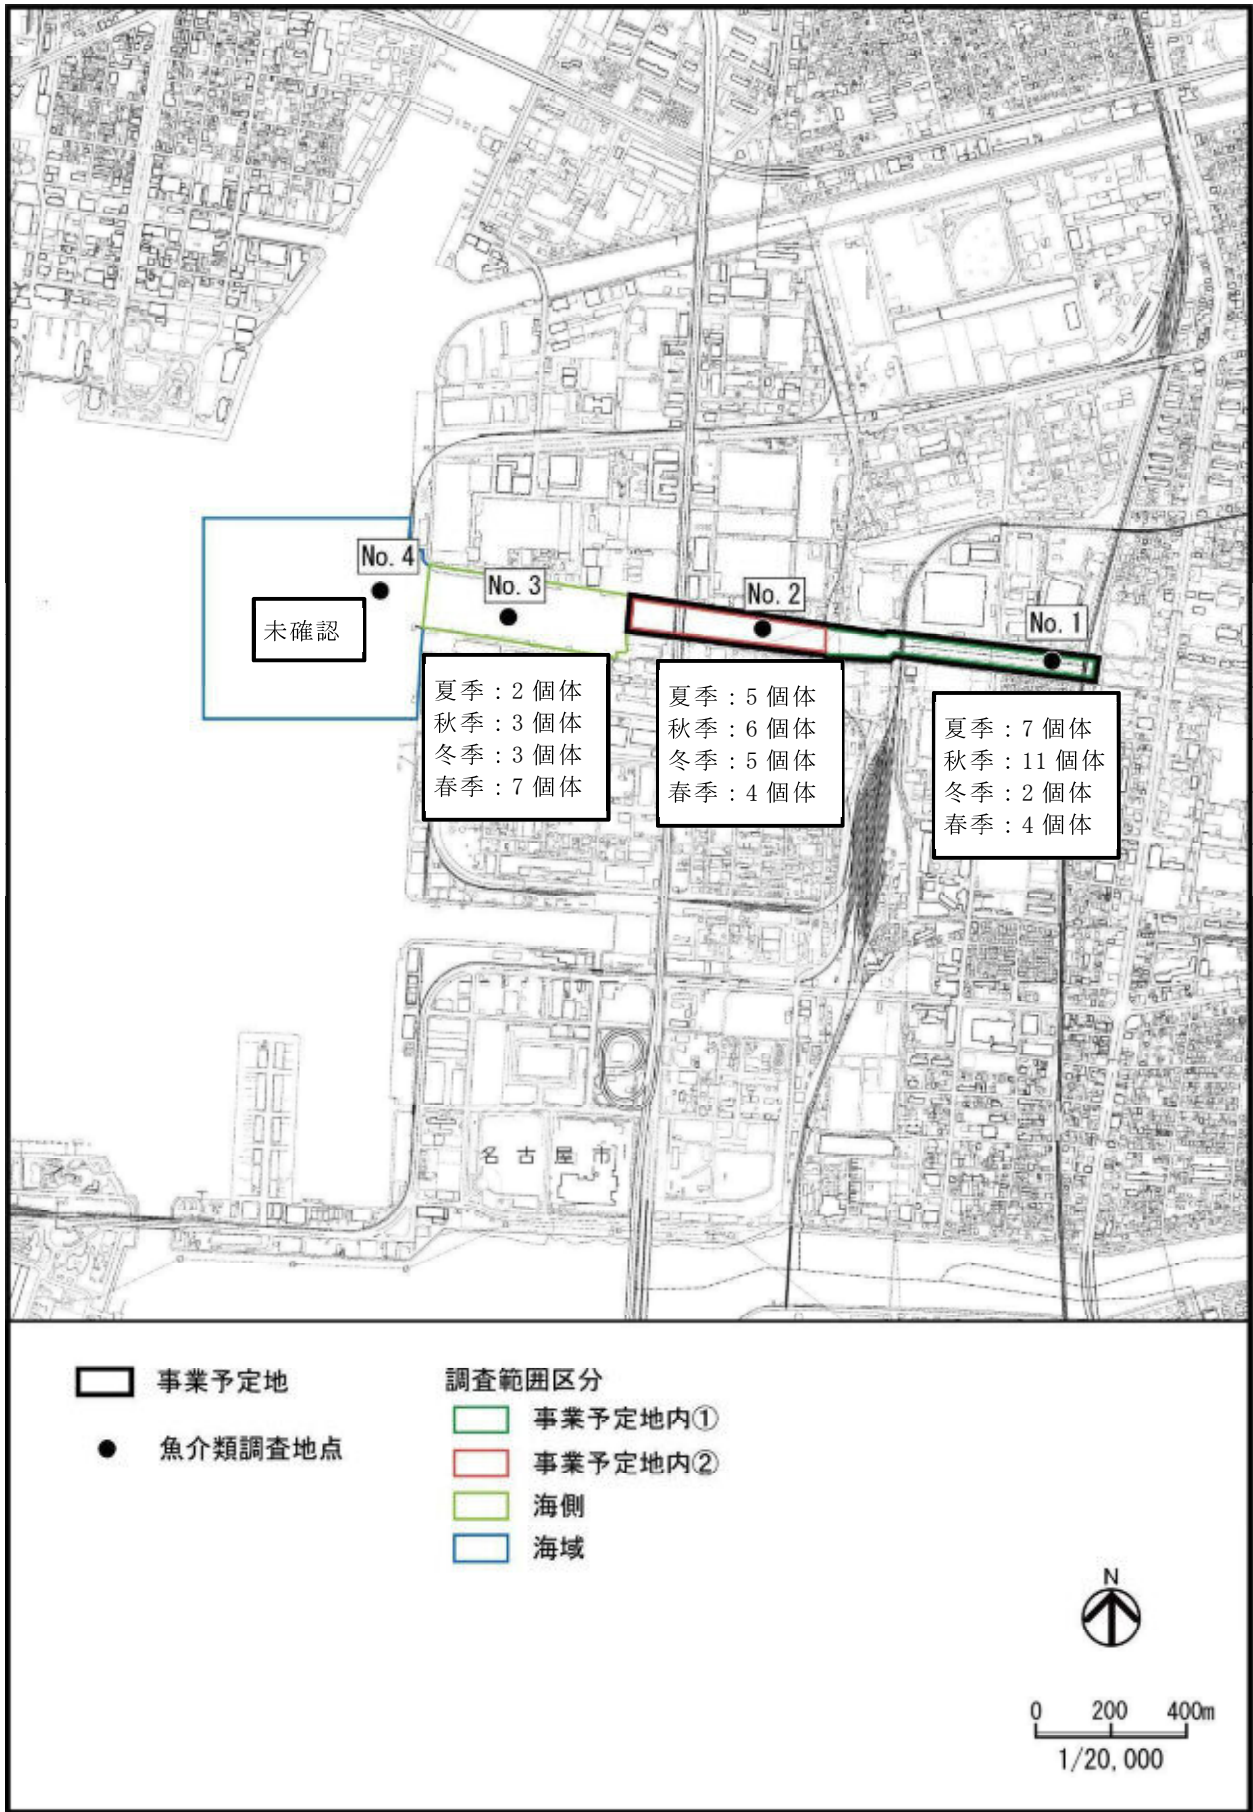 No. 4
No. 3
No. 2
No. 1
未確認
夏季：2 個体
秋季：3 個体
冬季：3 個体
春季：7 個体
夏季：5 個体
秋季：6 個体
冬季：5 個体
春季：4 個体
夏季：7 個体
秋季：11 個体
冬季：2 個体
春季：4 個体
名古屋市
事業予定地
魚介類調査地点
調査範囲区分
事業予定地内①
事業予定地内②
海側
海域
N
0 200 400m
1/20,000